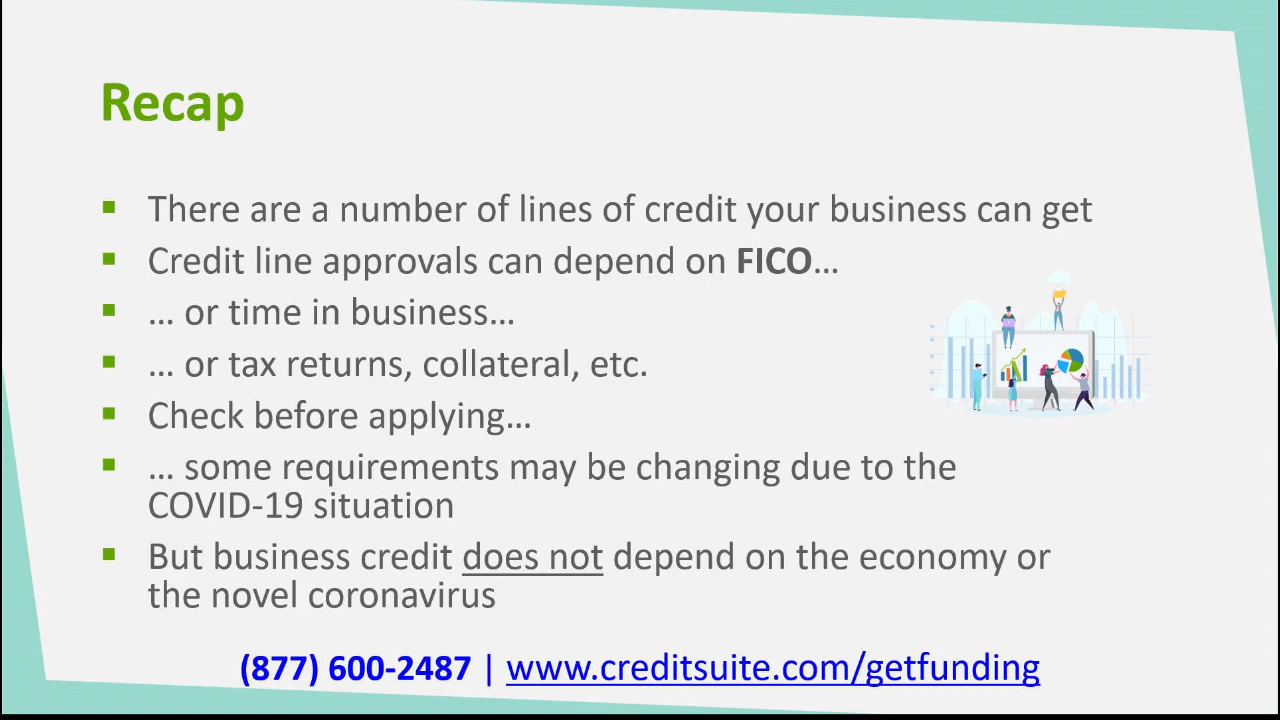 Recap
There are a number of lines of credit your business can get
Credit line approvals can depend on FICO…
… or time in business…
… or tax returns, collateral, etc.
Check before applying…
… some requirements may be changing due to the
COVID-19 situation
But business credit does not depend on the economy or
the novel coronavirus
(877) 600-2487 | www.creditsuite.com/getfunding